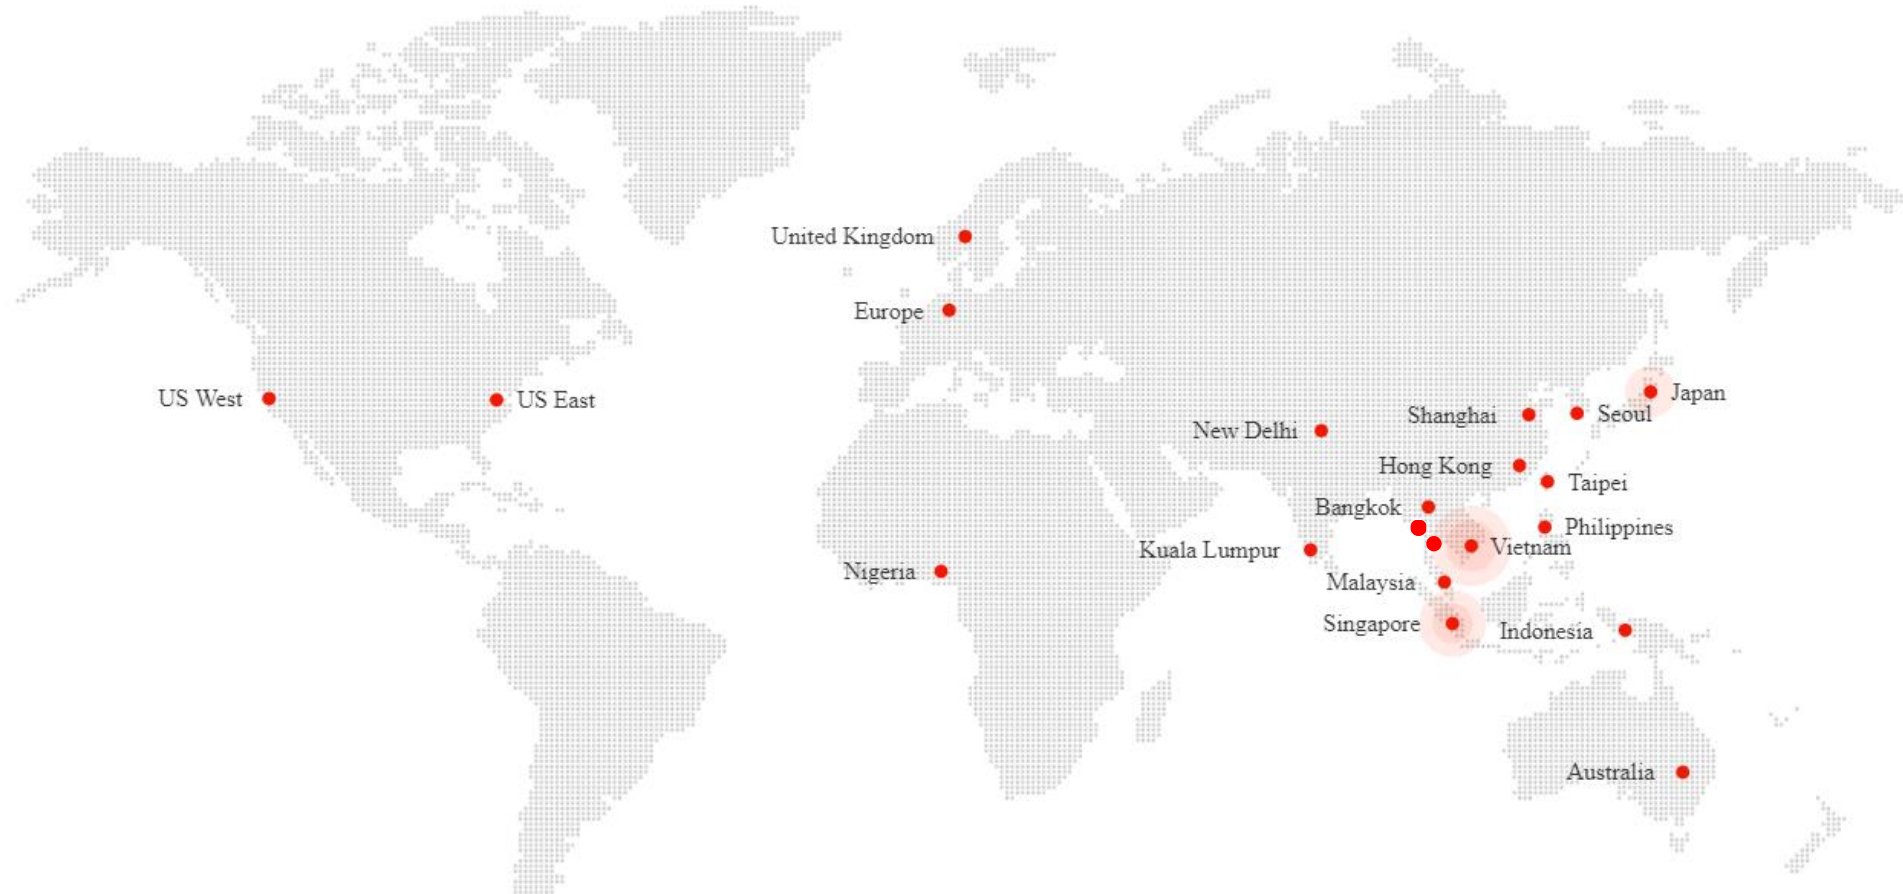 United Kingdom
Europe
US West
US East
Japan
Shanghai
Seoul
New Delhi
Hong Kong
Taipei
Bangkok
Philippines
Kuala Lumpur
Vietnam
Nigeria
Malaysia
Singapore
Indonesia
Australia